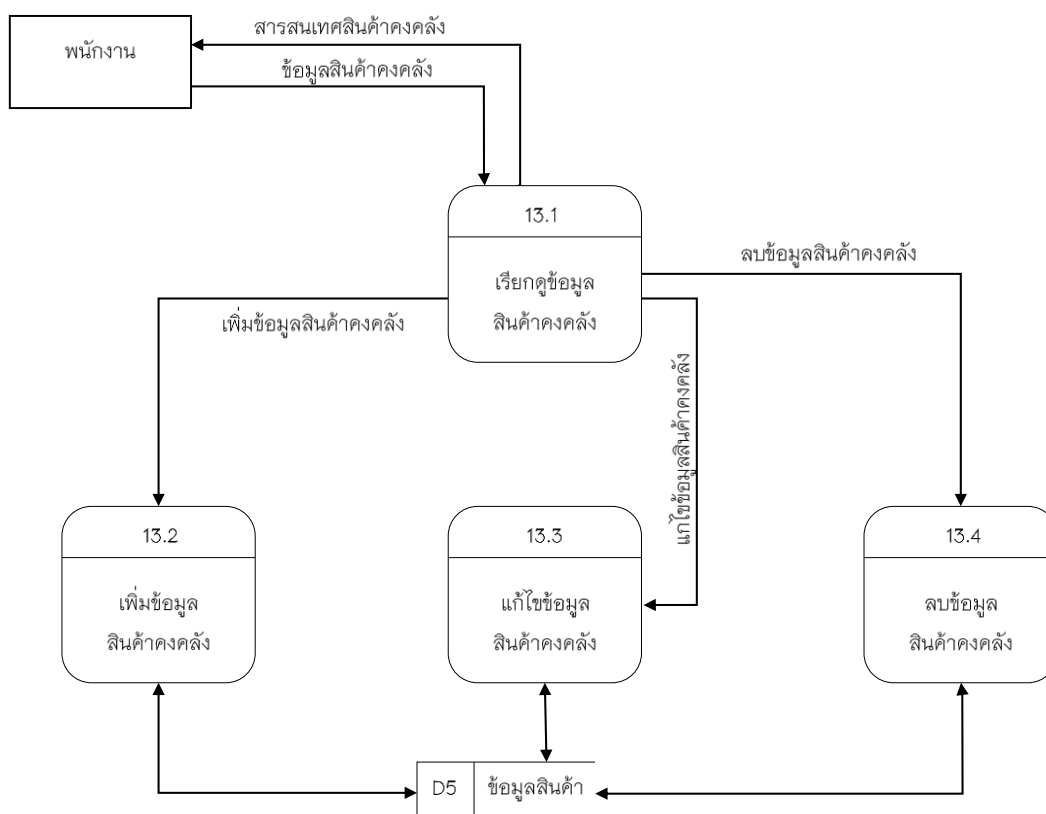 สารสนเทศสินค้าคงคลัง
พนักงาน
ข้อมูลสินค้าคงคลัง
13.1
เรียกดูข้อมูล
สินค้าคงคลัง
ลบข้อมูลสินค้าคงคลัง
เพิ่มข้อมูลสินค้าคงคลัง
แก้ไขข้อมูลสินค้าคงคลัง
13.2
เพิ่มข้อมูล
สินค้าคงคลัง
13.3
แก้ไขข้อมูล
สินค้าคงคลัง
13.4
ลบข้อมูล
สินค้าคงคลัง
D5 ข้อมูลสินค้า